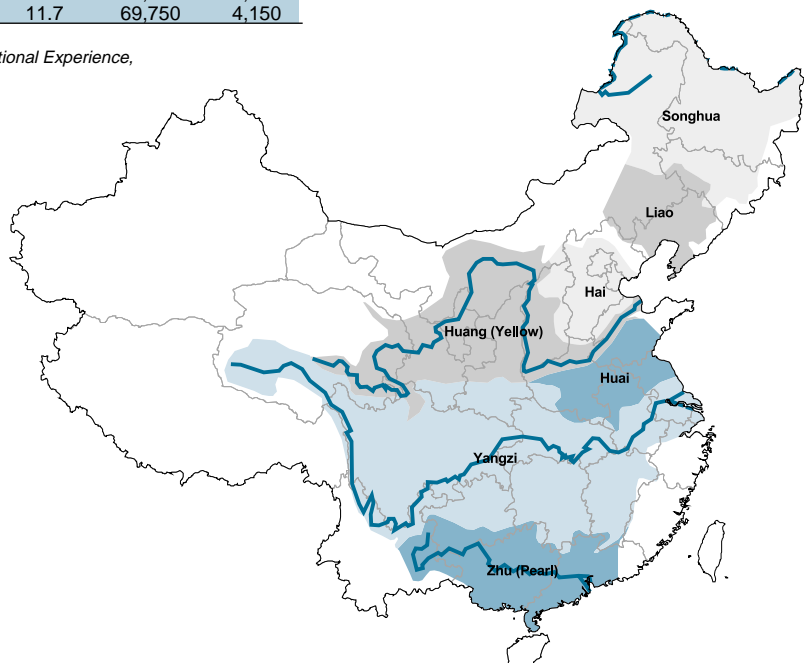 11.7 69,750 4,150
tional Experience,
Songhua
Liao
Hai
Huang (Yellow)
Huai
Yangzi
Zhu (Pearl)